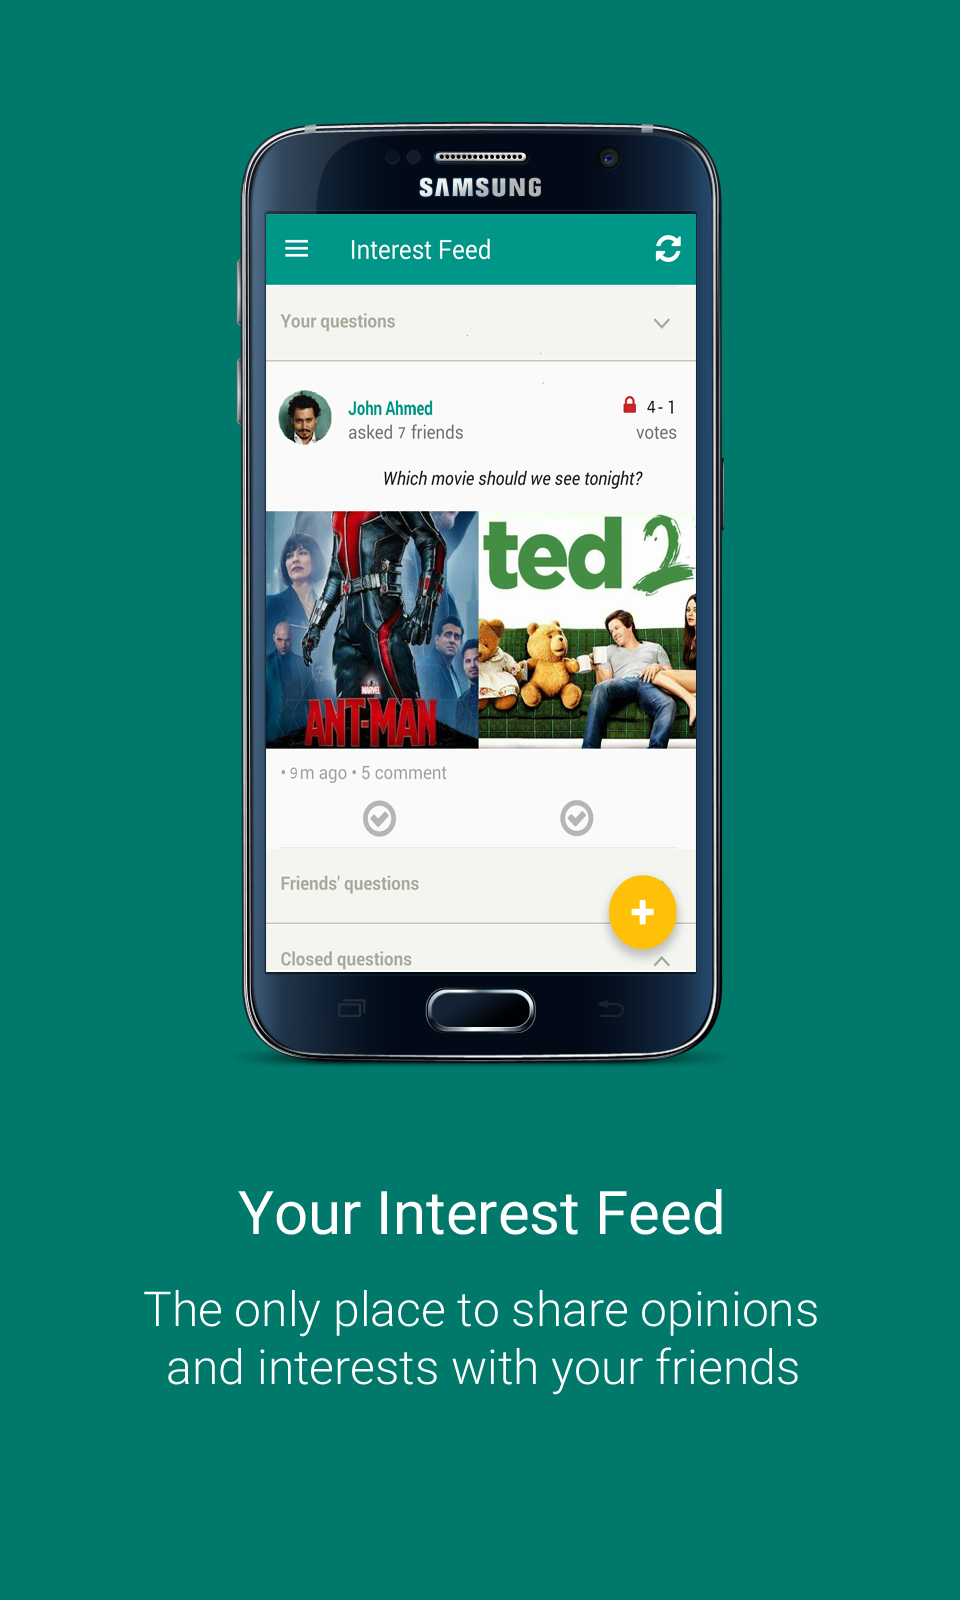 SAMSUNG
Interest Feed
Your questions
John Ahmed
asked 7 friends
4 - 1
votes
Which movie should we see tonight?
MARVEL
ANT-MAN
ted 2
• 9m ago • 5 comment
Friends' questions
Closed questions
Your Interest Feed
The only place to share opinions
and interests with your friends